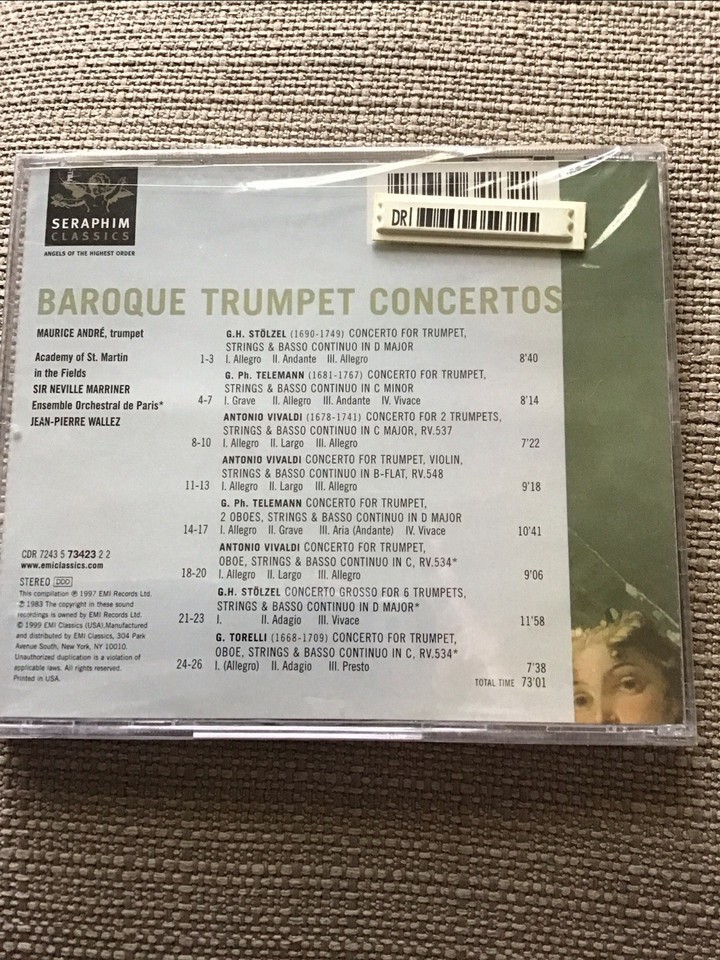 SERAPHIM
CLASSICS
ANGELS OF THE HIGHEST ORDER
DR
BAROQUE TRUMPET CONCERTOS
MAURICE ANDRÉ, trumpet
Academy of St. Martin
in the Fields
SIR NEVILLE MARRINER
Ensemble Orchestral de Paris*
JEAN-PIERRE WALLEZ
G.H. STÖLZEL (1690-1749) CONCERTO FOR TRUMPET,
STRINGS & BASSO CONTINUO IN D MAJOR
1-3 I. Allegro II. Andante III. Allegro 8'40
G. Ph. TELEMANN (1681-1767) CONCERTO FOR TRUMPET,
STRINGS & BASSO CONTINUO IN C MINOR
4-7 I. Grave II. Allegro III. Andante IV. Vivace 8'14
ANTONIO VIVALDI (1678-1741) CONCERTO FOR 2 TRUMPETS,
STRINGS & BASSO CONTINUO IN C MAJOR, RV.537
8-10 I. Allegro II. Largo III. Allegro 7'22
ANTONIO VIVALDI CONCERTO FOR TRUMPET, VIOLIN,
STRINGS & BASSO CONTINUO IN B-FLAT, RV.548
11-13 I. Allegro II. Largo III. Allegro 9'18
G. Ph. TELEMANN CONCERTO FOR TRUMPET,
2 OBOES, STRINGS & BASSO CONTINUO IN D MAJOR
14-17 I. Allegro II. Grave III. Aria (Andante) IV. Vivace 10'41
ANTONIO VIVALDI CONCERTO FOR TRUMPET,
OBOE, STRINGS & BASSO CONTINUO IN C, RV.534*
18-20 I. Allegro II. Largo III. Allegro 9'06
G.H. STÖLZEL CONCERTO GROSSO FOR 6 TRUMPETS,
STRINGS & BASSO CONTINUO IN D MAJOR*
21-23 I. II. Adagio III. Vivace 11'58
G. TORELLI (1668-1709) CONCERTO FOR TRUMPET,
OBOE, STRINGS & BASSO CONTINUO IN C, RV.534*
24-26 I. (Allegro) II. Adagio III. Presto 7'38
TOTAL TIME 73'01
CDR 7243 5 73423 2 2
www.emiclassics.com
STEREO DDD
This compilation ℗ 1997 EMI Records Ltd.
℗ 1983 The copyright in these sound
recordings is owned by EMI Records Ltd.
© 1999 EMI Classics (USA).Manufactured
and distributed by EMI Classics, 304 Park
Avenue South, New York, NY 10010.
Unauthorized duplication is a violation of
applicable laws. All rights reserved.
Printed in USA.